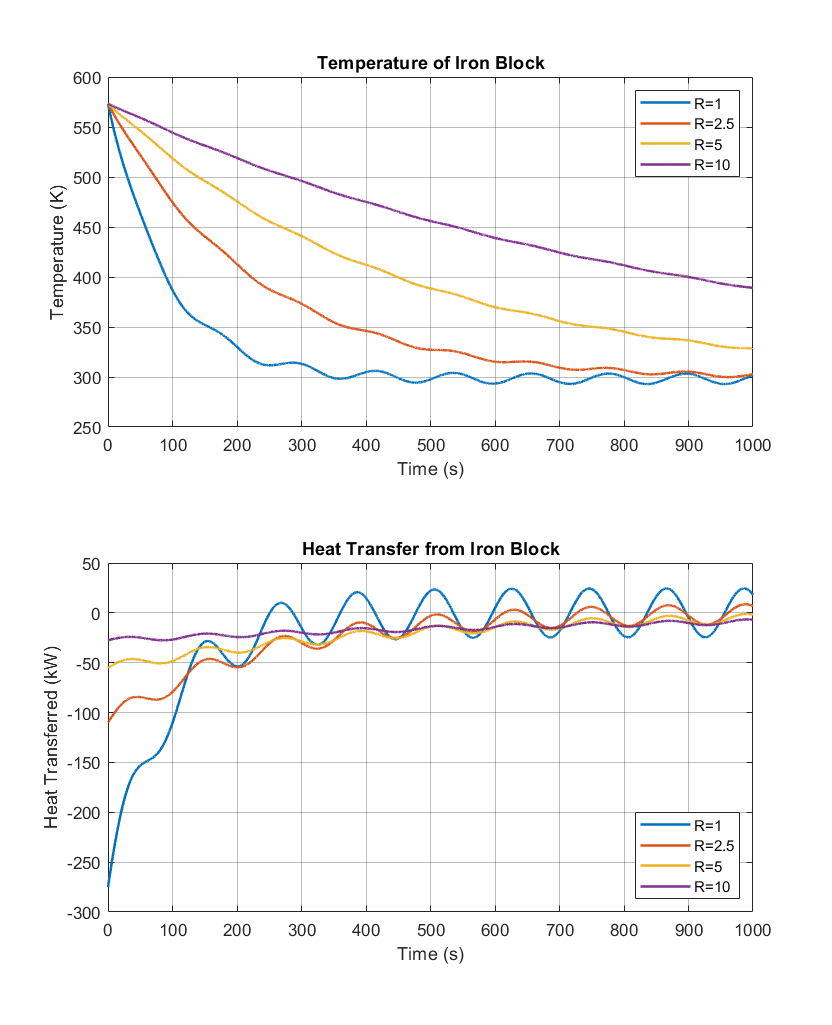 Temperature of Iron Block
600
550
500
450
400
350
300
250
Temperature (K)
R=1
R=2.5
R=5
R=10
0 100 200 300 400 500 600 700 800 900 1000
Time (s)
Heat Transfer from Iron Block
50
0
-50
-100
-150
-200
-250
-300
Heat Transferred (kW)
R=1
R=2.5
R=5
R=10
0 100 200 300 400 500 600 700 800 900 1000
Time (s)